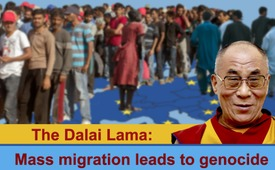 The Dalai Lama:
Mass migration leads to genocide